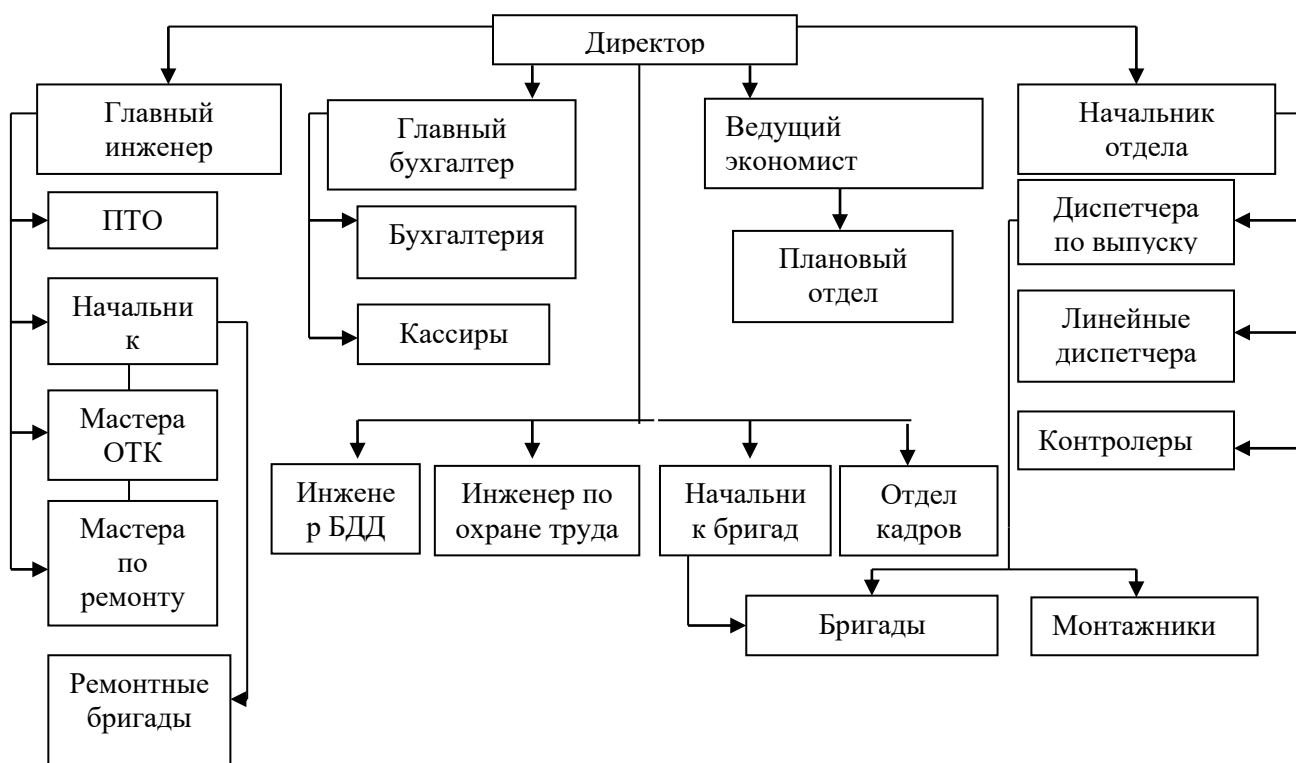 Директор
Главный
инженер
Главный
бухгалтер
Ведущий
экономист
Начальник
отдела
ПТО
Бухгалтерия
Диспетчера
по выпуску
Плановый
отдел
Начальни
к
Кассиры
Линейные
диспетчера
Мастера
ОТК
Контролеры
Инжене
р БДД
Инженер по
охране труда
Начальни
к бригад
Отдел
кадров
Мастера
по
ремонту
Бригады
Монтажники
Ремонтные
бригады